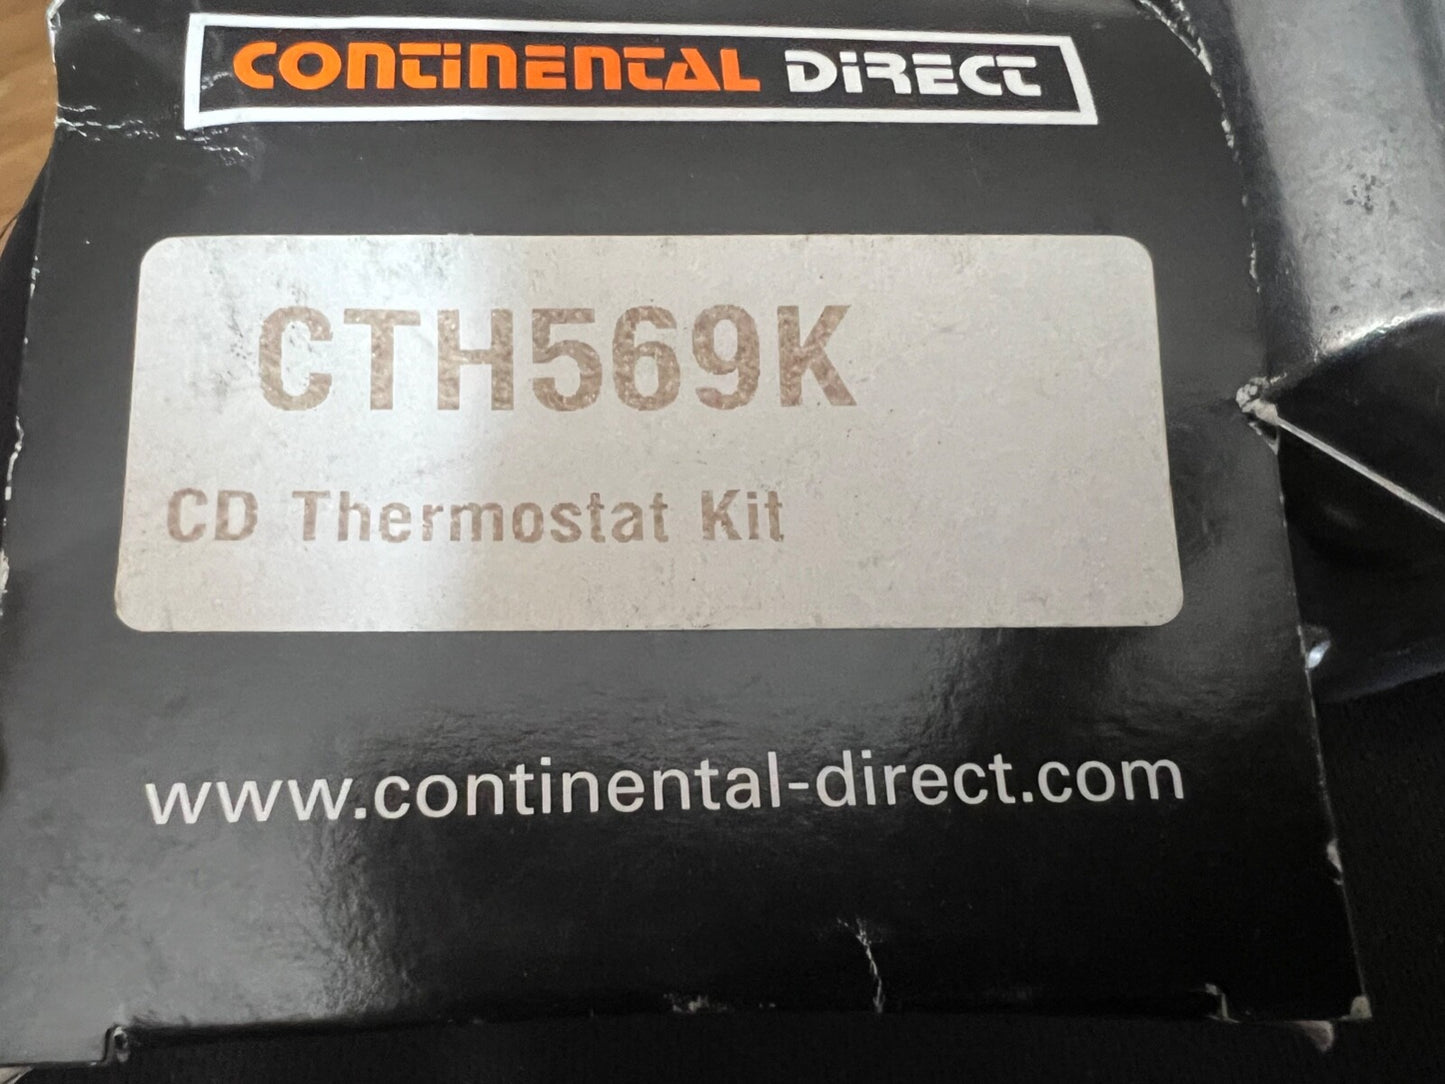 CONTINENTAL DIRECT
CTH569K
CD Thermostat Kit
www.continental-direct.com